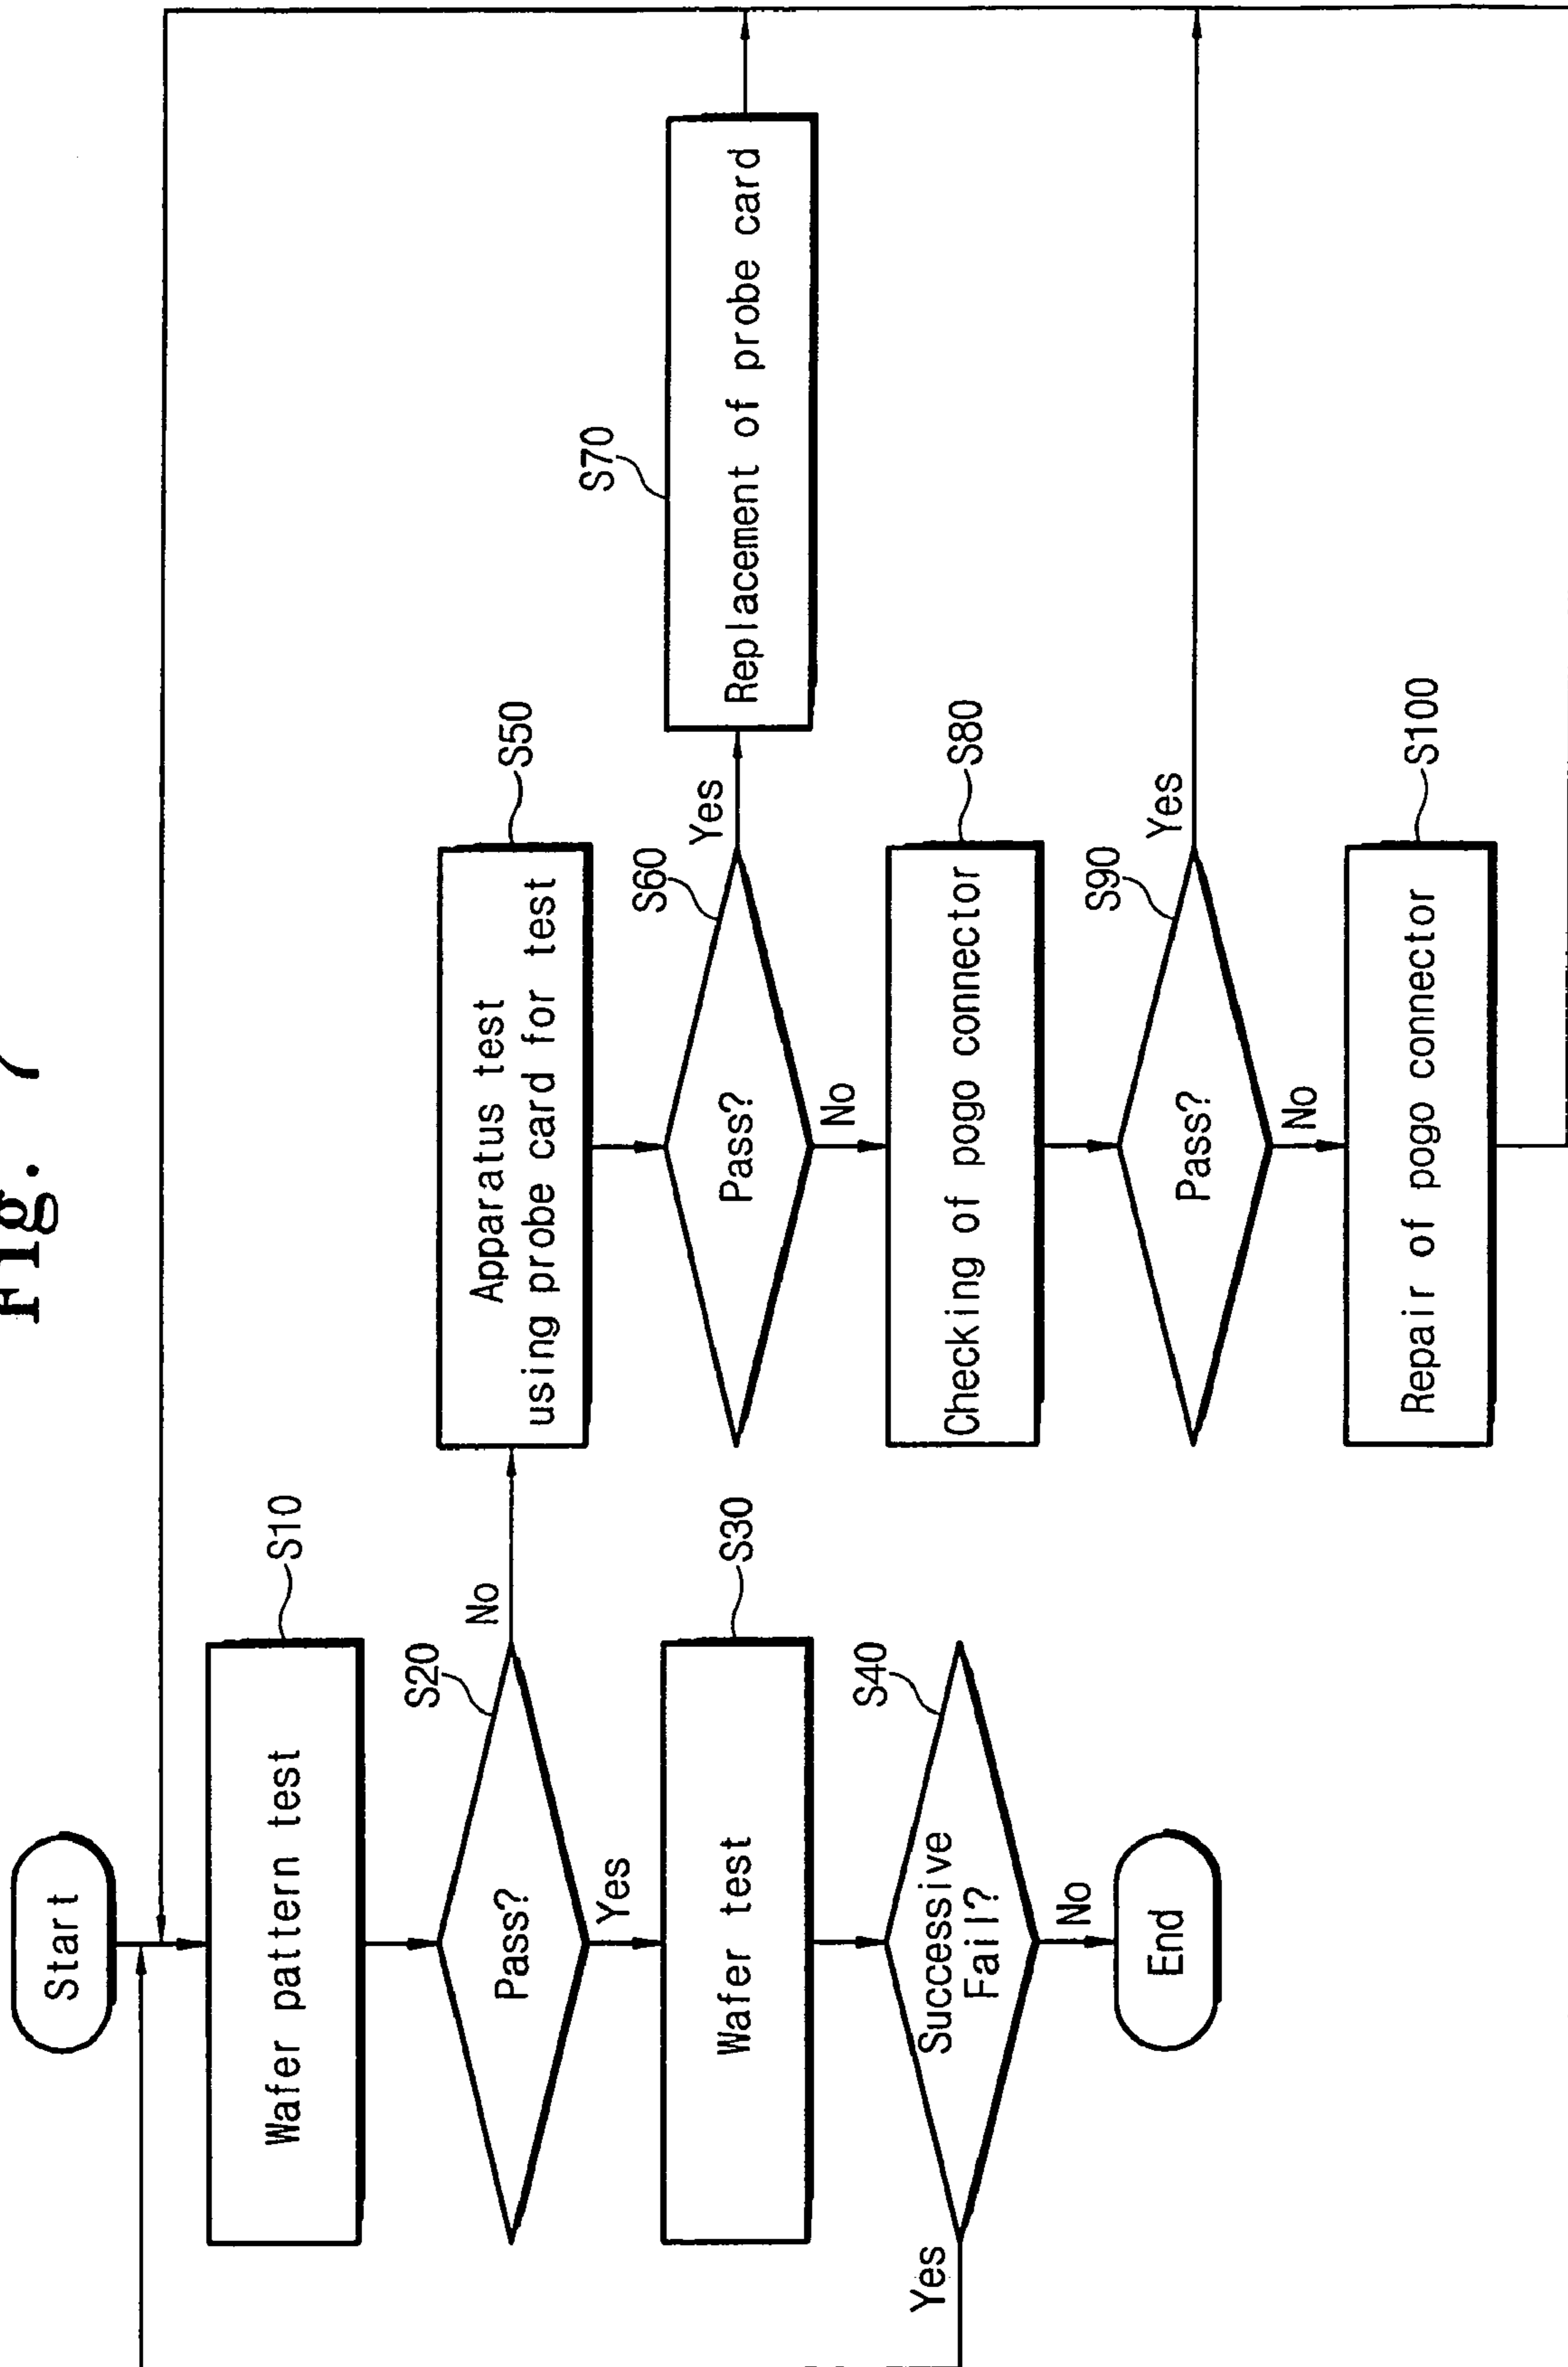 Fig. 7
Start
Wafer pattern test
S10
Pass?
S20
No
Yes
Wafer test
S30
Successive
Fail?
S40
Yes
No
End
Apparatus test
using probe card for test
S50
Pass?
S60
Yes
No
Replacement of probe card
S70
Checking of pogo connector
S80
Pass?
S90
Yes
No
Repair of pogo connector
S100